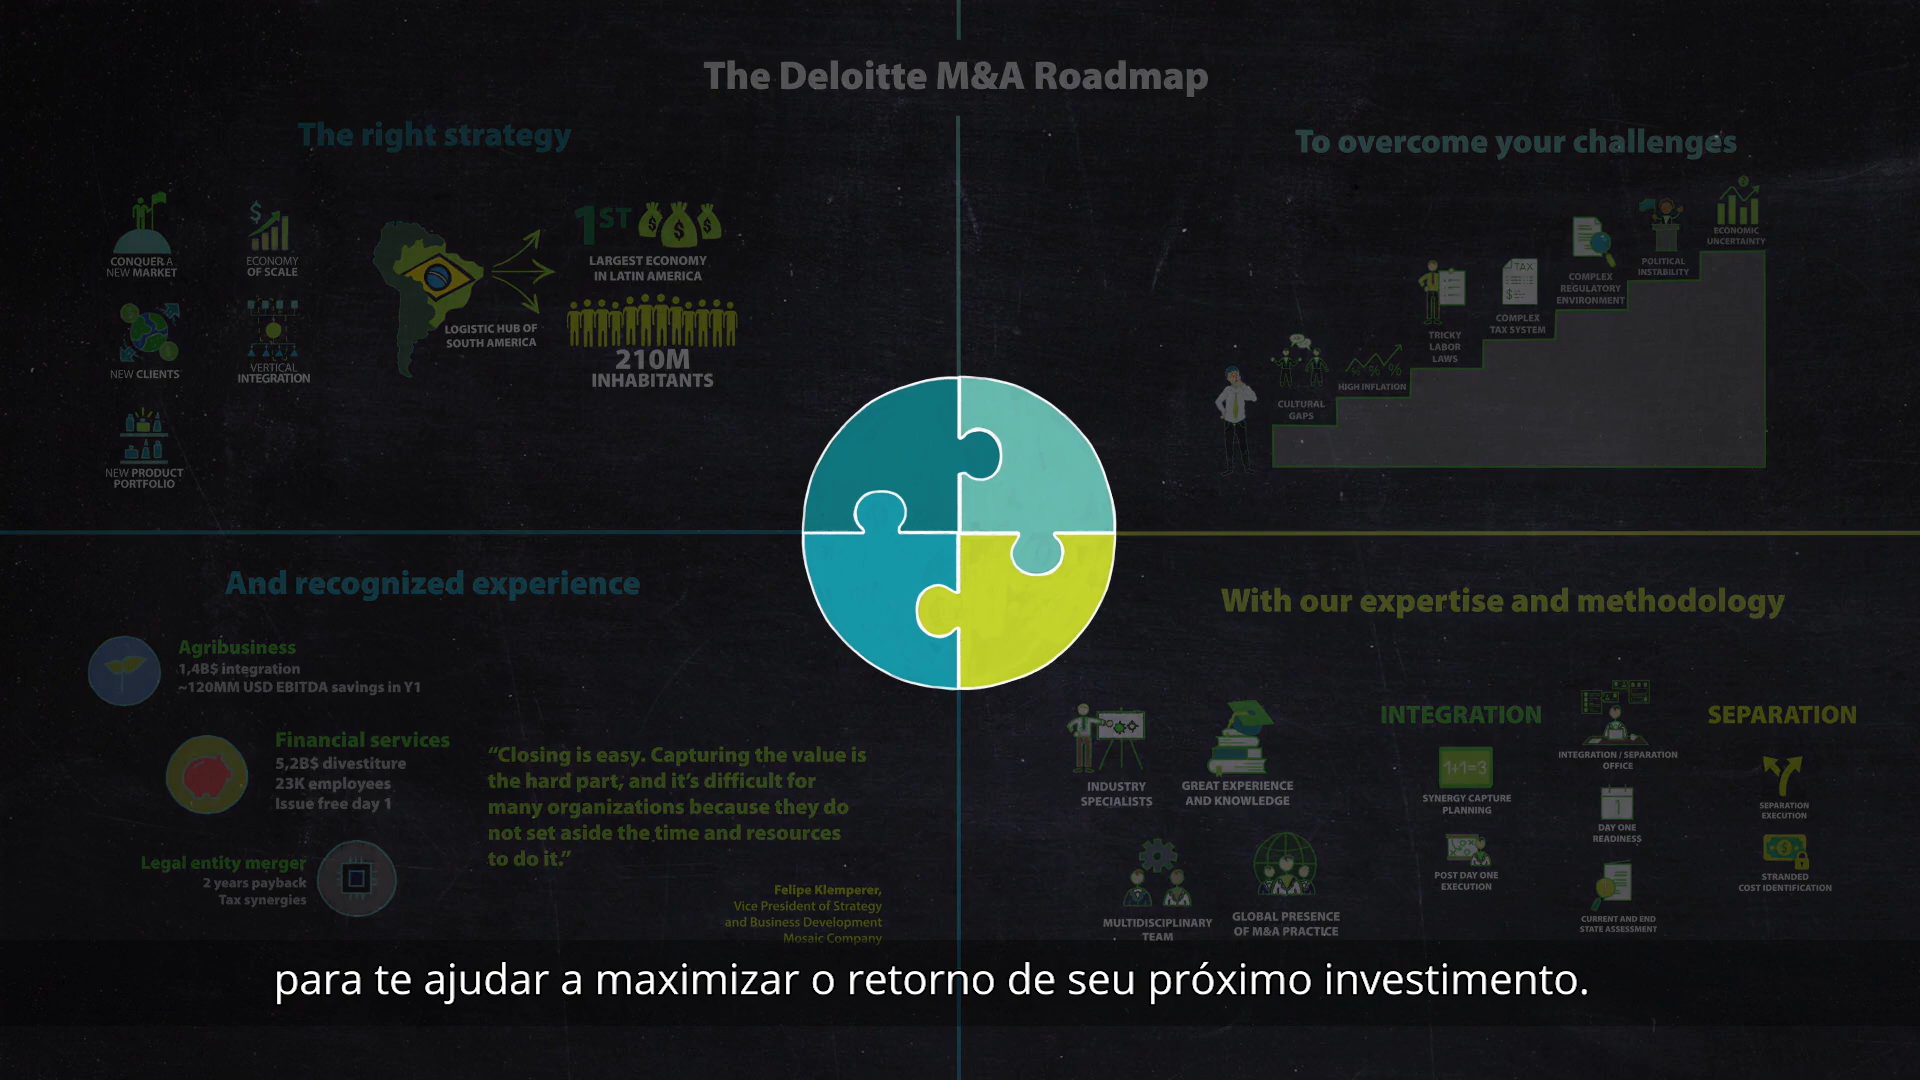 The Deloitte M&A Roadmap
The right strategy
CONQUER A
NEW MARKET
ECONOMY
OF SCALE
NEW CLIENTS
VERTICAL
INTEGRATION
NEW PRODUCT
PORTFOLIO
LOGISTIC HUB OF
SOUTH AMERICA
1ST
LARGEST ECONOMY
IN LATIN AMERICA
210M
INHABITANTS
To overcome your challenges
CULTURAL
GAPS
HIGH INFLATION
TRICKY
LABOR
LAWS
TAX
COMPLEX
TAX SYSTEM
COMPLEX
REGULATORY
ENVIRONMENT
POLITICAL
INSTABILITY
ECONOMIC
UNCERTAINTY
And recognized experience
Agribusiness
1,4B$ integration
~120MM USD EBITDA savings in Y1
Financial services
5,2B$ divestiture
23K employees
Issue free day 1
Legal entity merger
2 years payback
Tax synergies
“Closing is easy. Capturing the value is
the hard part, and it’s difficult for
many organizations because they do
not set aside the time and resources
to do it.”
Felipe Klemperer,
Vice President of Strategy
and Business Development
Mosaic Company
With our expertise and methodology
INDUSTRY
SPECIALISTS
GREAT EXPERIENCE
AND KNOWLEDGE
MULTIDISCIPLINARY
TEAM
GLOBAL PRESENCE
OF M&A PRACTICE
INTEGRATION
1+1=3
SYNERGY CAPTURE
PLANNING
POST DAY ONE
EXECUTION
INTEGRATION / SEPARATION
OFFICE
1
DAY ONE
READINESS
CURRENT AND END
STATE ASSESSMENT
SEPARATION
SEPARATION
EXECUTION
STRANDED
COST IDENTIFICATION
para te ajudar a maximizar o retorno de seu próximo investimento.